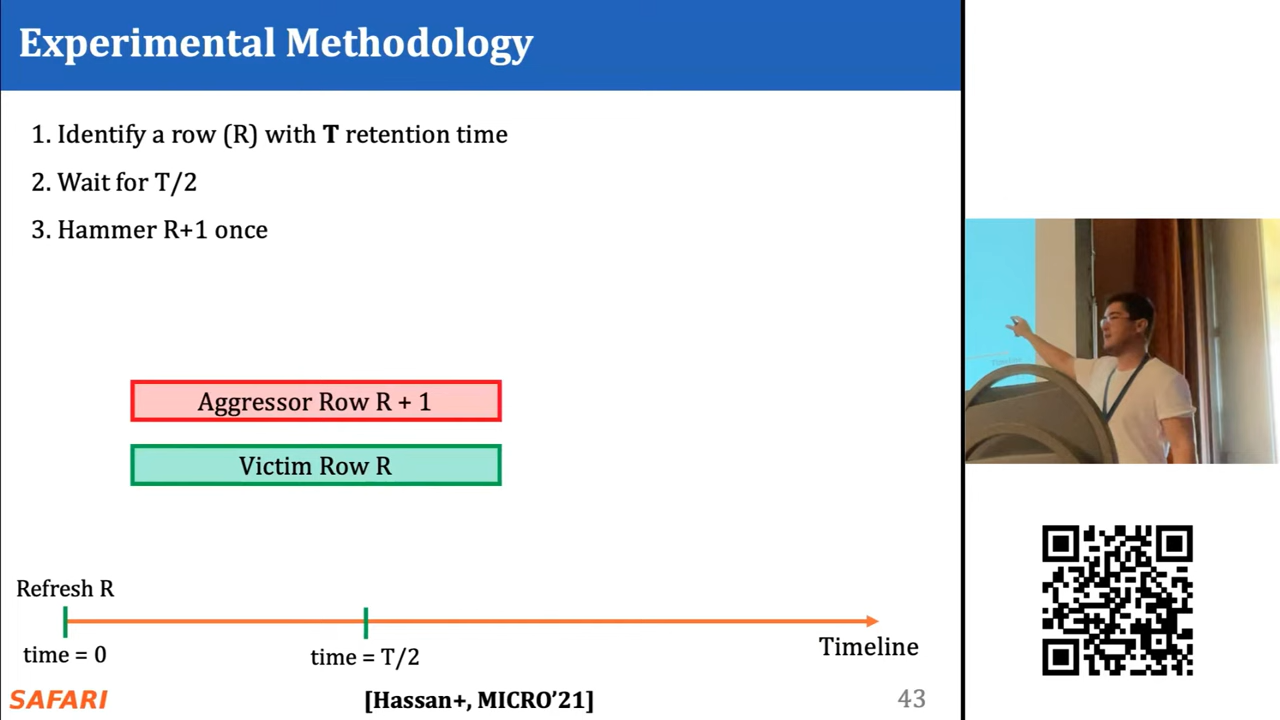 Experimental Methodology
1. Identify a row (R) with T retention time
2. Wait for T/2
3. Hammer R+1 once
Aggressor Row R + 1
Victim Row R
Refresh R
time = 0
time = T/2
Timeline
SAFARI
[Hassan+, MICRO’21]
43